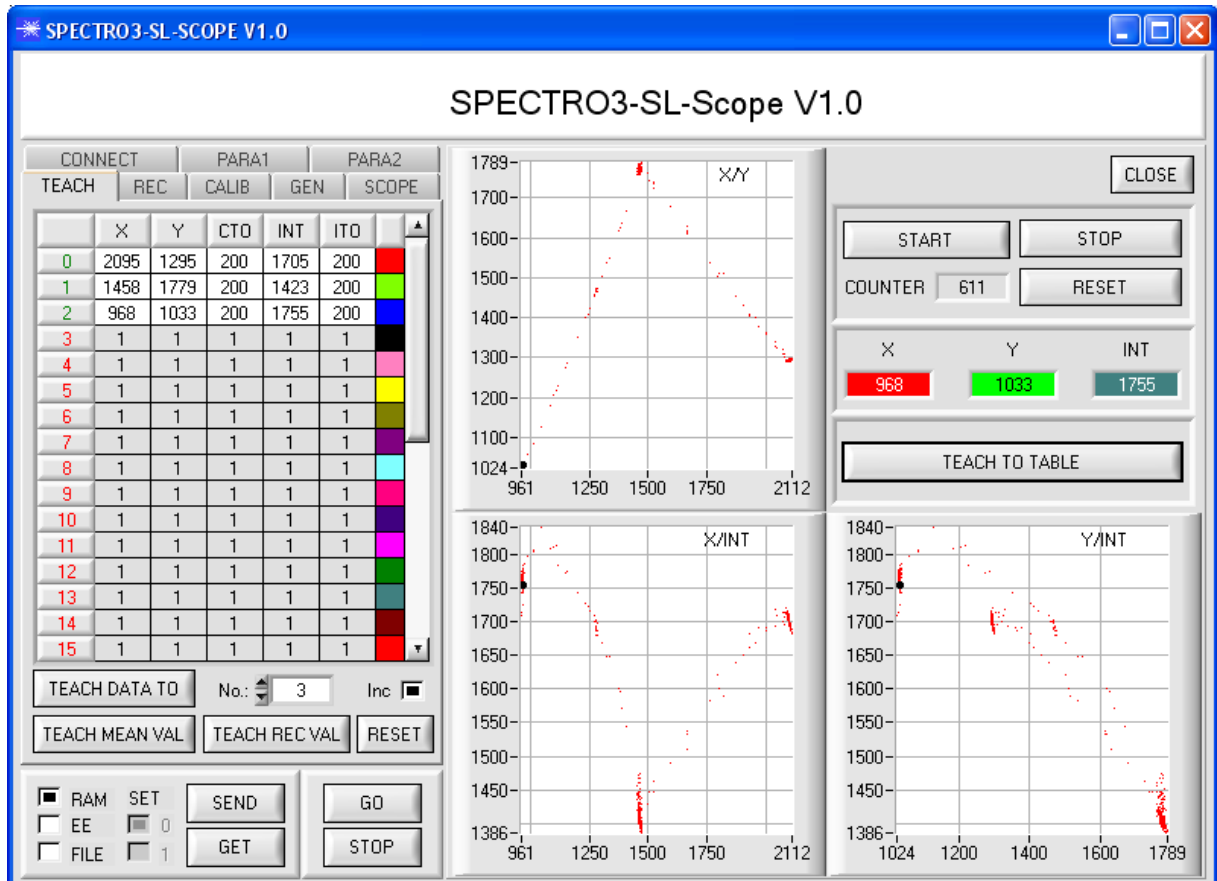 SPECTRO3-SL-SCOPE V1.0
SPECTRO3-SL-Scope V1.0
CONNECT PARA1 PARA2
TEACH REC CALIB GEN SCOPE
X Y CTO INT ITO
0 2095 1295 200 1705 200
1 1458 1779 200 1423 200
2 968 1033 200 1755 200
3 1 1 1 1 1
4 1 1 1 1 1
5 1 1 1 1 1
6 1 1 1 1 1
7 1 1 1 1 1
8 1 1 1 1 1
9 1 1 1 1 1
10 1 1 1 1 1
11 1 1 1 1 1
12 1 1 1 1 1
13 1 1 1 1 1
14 1 1 1 1 1
15 1 1 1 1 1
TEACH DATA TO No.: 3 Inc
TEACH MEAN VAL TEACH REC VAL RESET
RAM SET SEND GO
EE 0
FILE 1 GET STOP
X/Y
1789
1700
1600
1500
1400
1300
1200
1100
1024
961 1250 1500 1750 2112
CLOSE
START STOP
COUNTER 611 RESET
X Y INT
968 1033 1755
TEACH TO TABLE
X/INT
1840
1800
1750
1700
1650
1600
1550
1500
1450
1386
961 1250 1500 1750 2112
Y/INT
1840
1800
1750
1700
1650
1600
1550
1500
1450
1386
1024 1200 1400 1600 1789